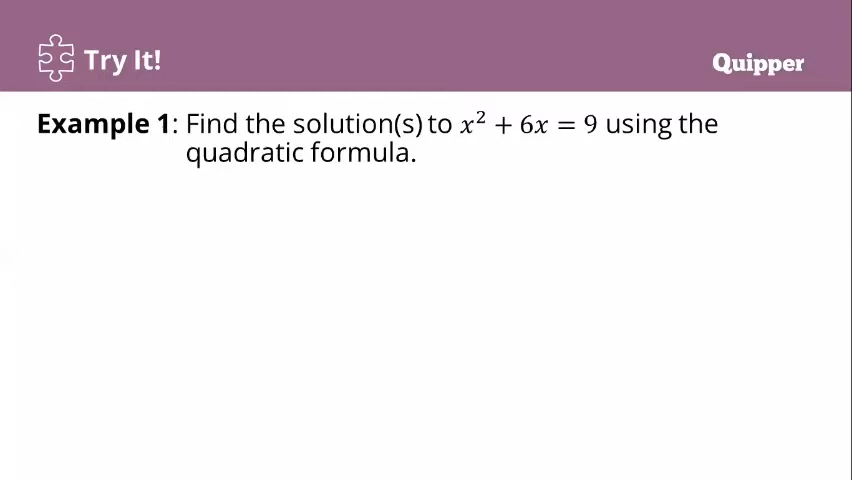 Try It!
Quipper
Example 1: Find the solution(s) to 𝑥² + 6𝑥 = 9 using the
quadratic formula.